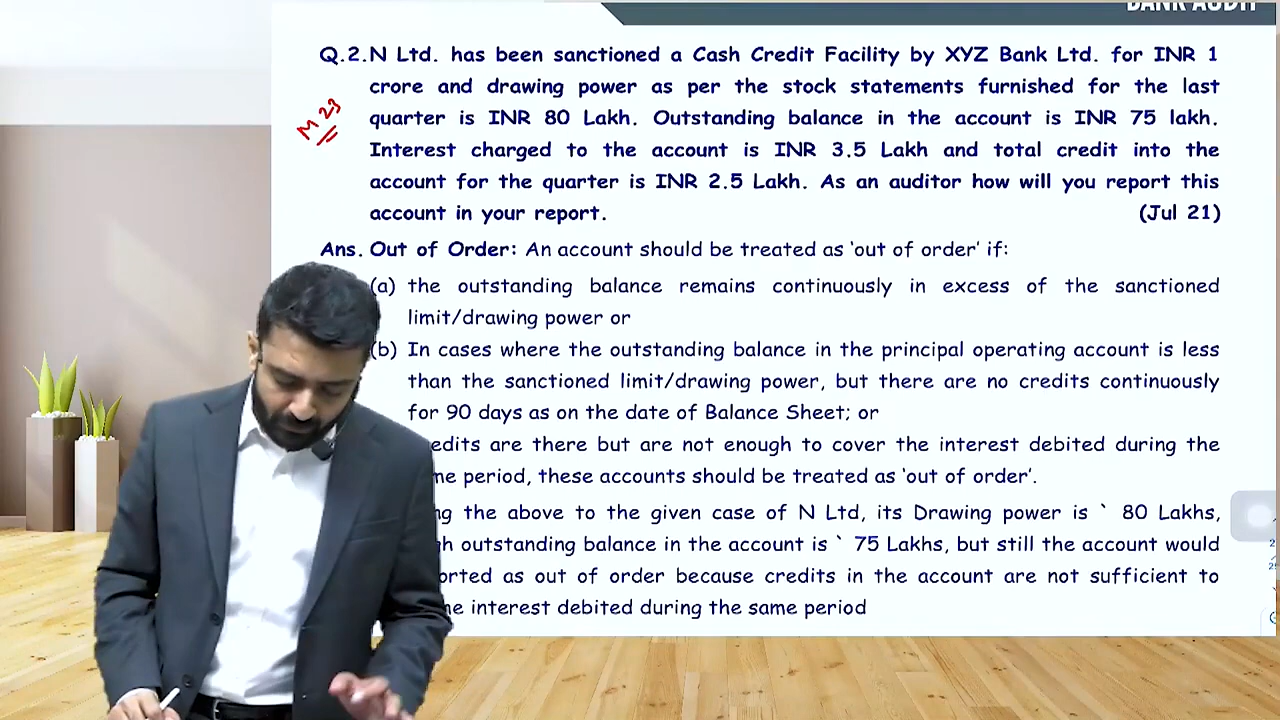 BANK AUDIT
Q.2. N Ltd. has been sanctioned a Cash Credit Facility by XYZ Bank Ltd. for INR 1
crore and drawing power as per the stock statements furnished for the last
M 23
quarter is INR 80 Lakh. Outstanding balance in the account is INR 75 lakh.
Interest charged to the account is INR 3.5 Lakh and total credit into the
account for the quarter is INR 2.5 Lakh. As an auditor how will you report this
account in your report. (Jul 21)
Ans. Out of Order: An account should be treated as ‘out of order’ if:
(a) the outstanding balance remains continuously in excess of the sanctioned
limit/drawing power or
(b) In cases where the outstanding balance in the principal operating account is less
than the sanctioned limit/drawing power, but there are no credits continuously
for 90 days as on the date of Balance Sheet; or
are there but are not enough to cover the interest debited during the
period, these accounts should be treated as ‘out of order’.
the above to the given case of N Ltd, its Drawing power is ` 80 Lakhs,
outstanding balance in the account is ` 75 Lakhs, but still the account would
as out of order because credits in the account are not sufficient to
interest debited during the same period